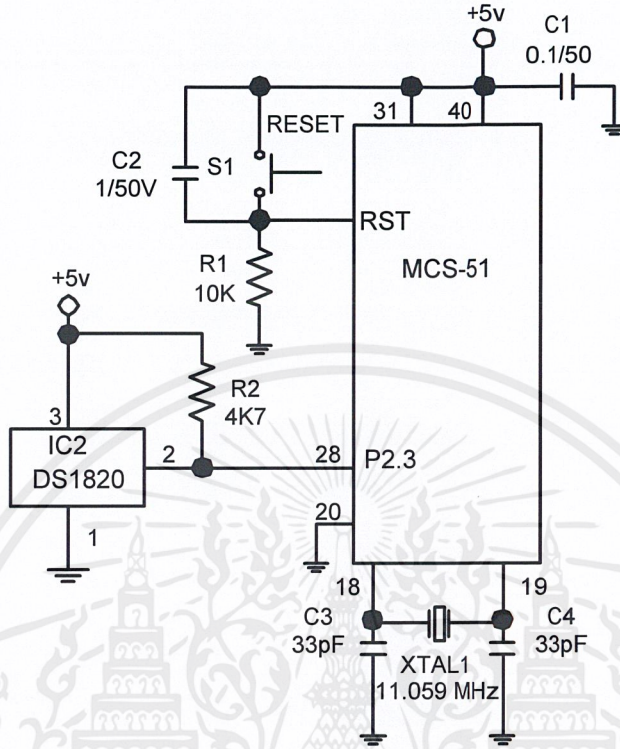 +5v
C1
0.1/50
31
40
RESET
C2
1/50V
S1
RST
R1
10K
MCS-51
+5v
R2
4K7
3
IC2
DS1820
2
28
P2.3
1
20
18
19
C3
33pF
C4
33pF
XTAL1
11.059 MHz